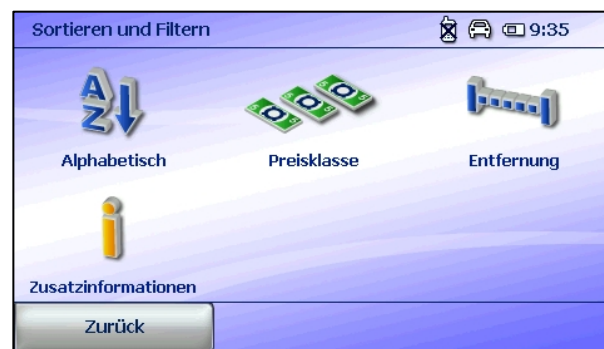 Sortieren und Filtern 9:35
Alphabetisch Preisklasse Entfernung
Zusatzinformationen
Zurück